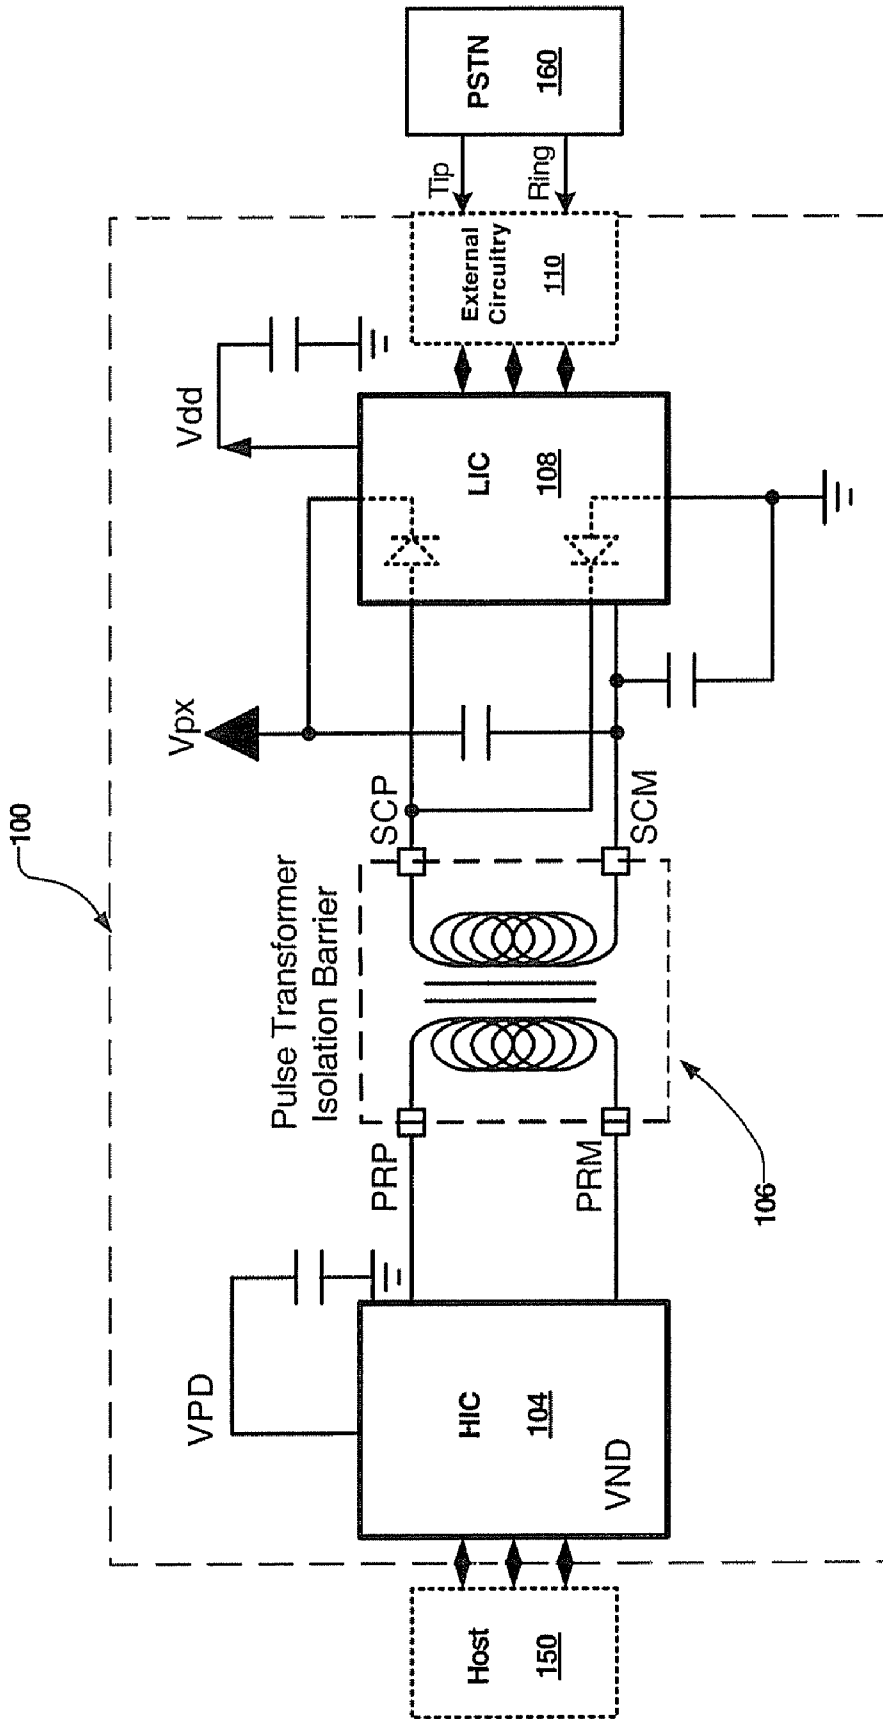 100
Vpx
Vdd
VPD
Pulse Transformer
Isolation Barrier
PRP
SCP
PRM
SCM
Host
150
HIC
104
VND
LIC
108
External
Circuitry
110
Tip
Ring
PSTN
160
106